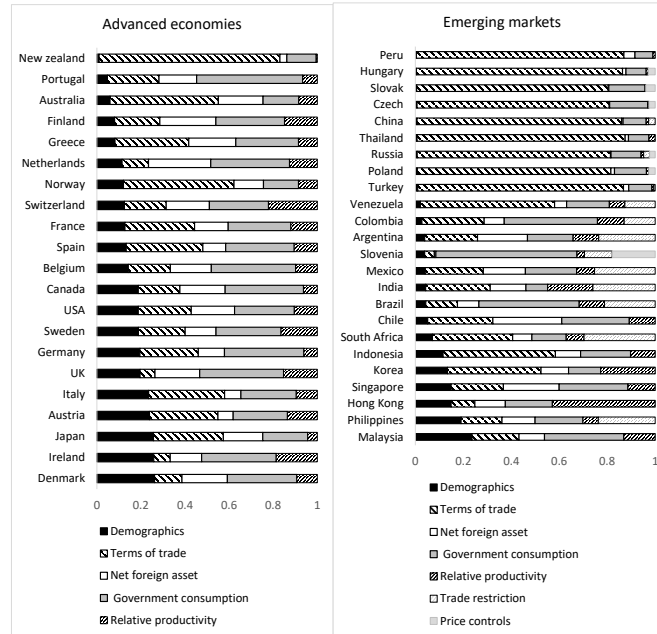 Advanced economies
New zealand
Portugal
Australia
Finland
Greece
Netherlands
Norway
Switzerland
France
Spain
Belgium
Canada
USA
Sweden
Germany
UK
Italy
Austria
Japan
Ireland
Denmark
0 0.2 0.4 0.6 0.8 1
Demographics
Terms of trade
Net foreign asset
Government consumption
Relative productivity
Emerging markets
Peru
Hungary
Slovak
Czech
China
Thailand
Russia
Poland
Turkey
Venezuela
Colombia
Argentina
Slovenia
Mexico
India
Brazil
Chile
South Africa
Indonesia
Korea
Singapore
Hong Kong
Philippines
Malaysia
0 0.2 0.4 0.6 0.8 1
Demographics
Terms of trade
Net foreign asset
Government consumption
Relative productivity
Trade restriction
Price controls